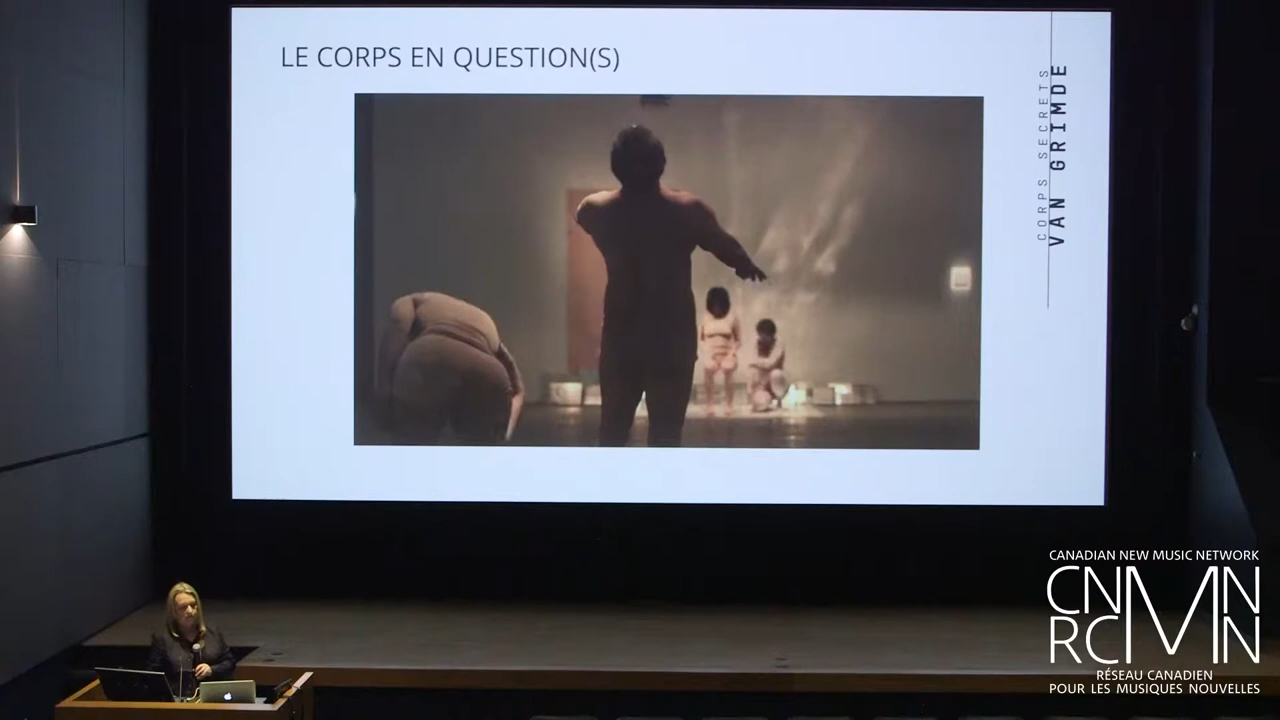 LE CORPS EN QUESTION(S)
CORPS SECRETS
VAN GRIMDE
CANADIAN NEW MUSIC NETWORK
CNMN
RCMN
RÉSEAU CANADIEN
POUR LES MUSIQUES NOUVELLES